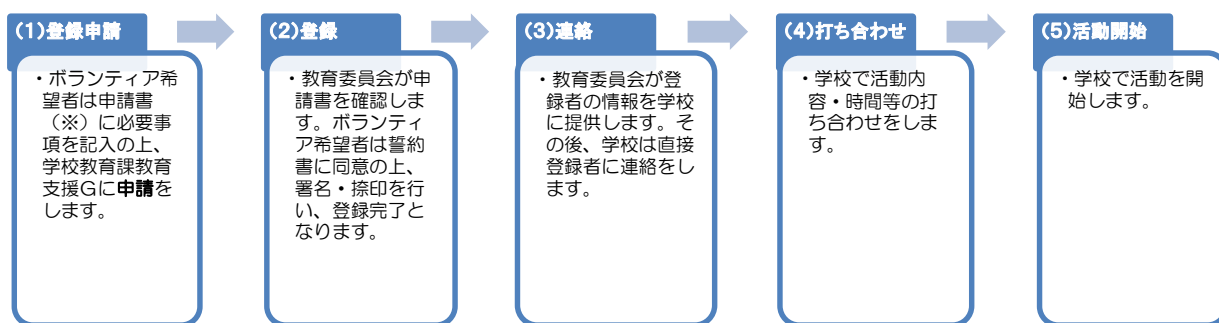 (1)登録申請
・ボランティア希
望者は申請書
（※）に必要事
項を記入の上、
学校教育課教育
支援Gに申請を
します。
(2)登録
・教育委員会が申
請書を確認しま
す。ボランティ
ア希望者は誓約
書に同意の上、
署名・捺印を行
い、登録完了と
なります。
(3)連絡
・教育委員会が登
録者の情報を学校
に提供します。そ
の後、学校は直接
登録者に連絡をし
ます。
(4)打ち合わせ
・学校で活動内
容・時間等の打
ち合わせをしま
す。
(5)活動開始
・学校で活動を開
始します。